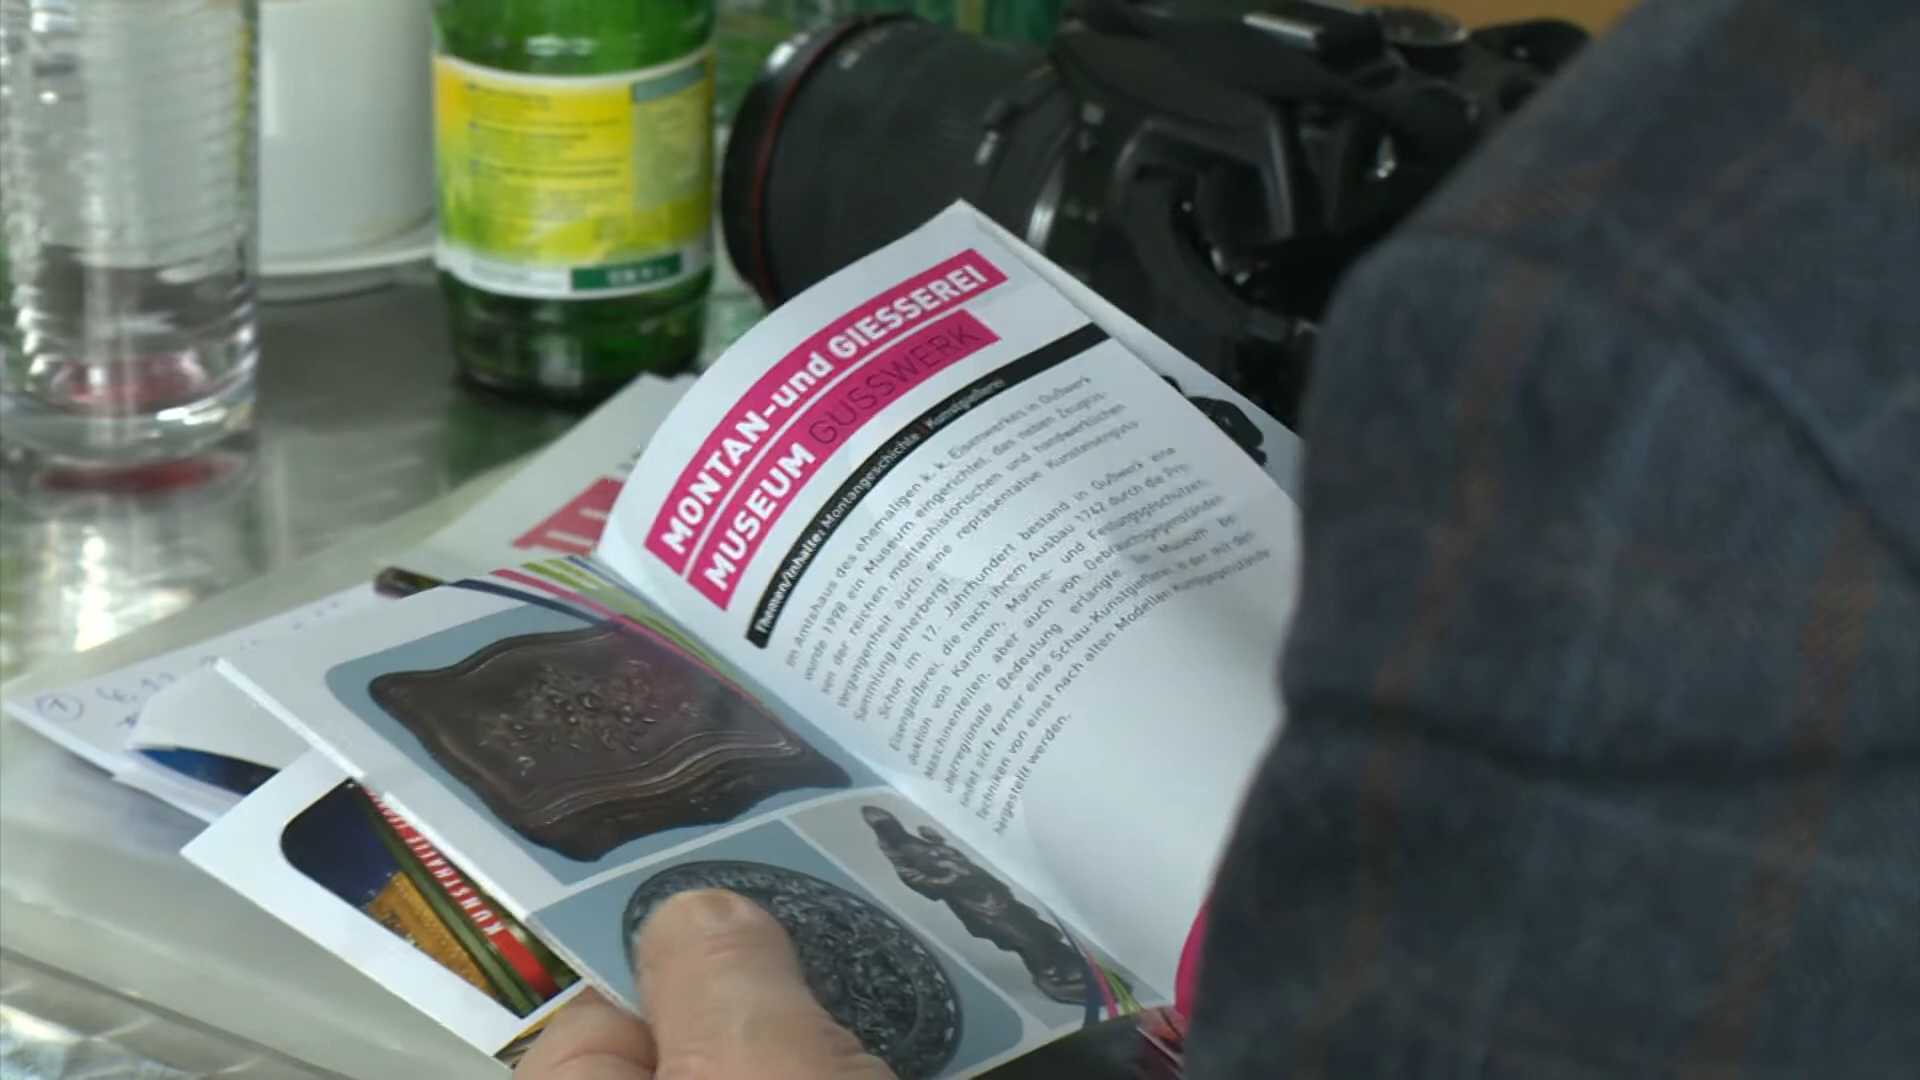 MONTAN-und GIESSEREI
MUSEUM GUSSWERK
Themen/Inhalte: Montangeschichte | Kunstgießerei
Im Amtshaus des ehemaligen k. k. Eisenwerkes in Gußwerk
wurde 1998 ein Museum eingerichtet, das neben Zeugnis-
sen der reichen montanhistorischen und handwerklichen
Vergangenheit auch eine repräsentative Kunsteisenguss-
Sammlung beherbergt.
Schon im 17. Jahrhundert bestand in Gußwerk eine
Eisengießerei, die nach ihrem Ausbau 1742 durch die Pro-
duktion von Kanonen, Marine- und Festungsgeschützen,
Maschinenteilen, aber auch von Gebrauchsgegenständen
überregionale Bedeutung erlangte. Im Museum be-
findet sich ferner eine Schau-Kunstgießerei, in der mit den
Techniken von einst nach alten Modellen Kunstgegenstände
hergestellt werden.
KUNSTHALLE